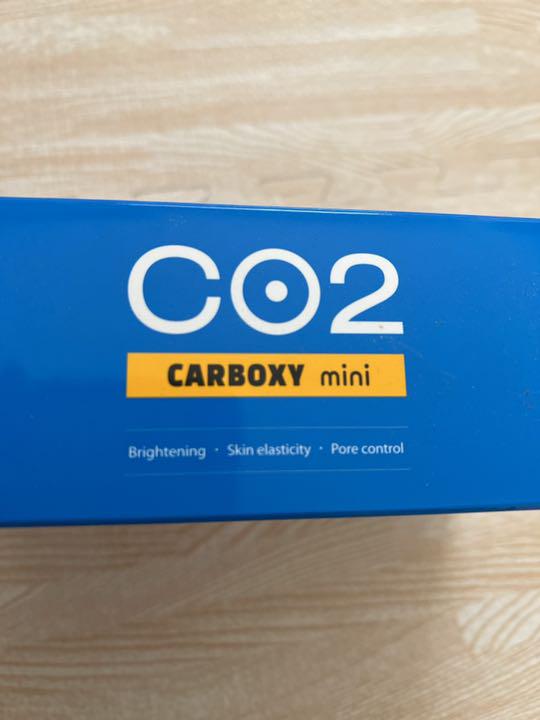 CO2
CARBOXY mini
Brightening · Skin elasticity · Pore control